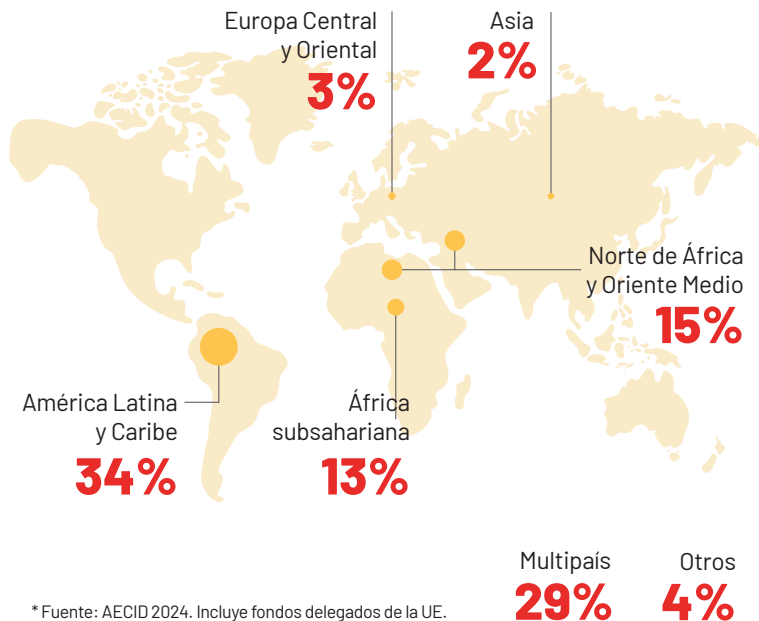 Europa Central
y Oriental
3%
Asia
2%
Norte de África
y Oriente Medio
15%
América Latina
y Caribe
34%
África
subsahariana
13%
Multipaís
29%
Otros
4%
* Fuente: AECID 2024. Incluye fondos delegados de la UE.